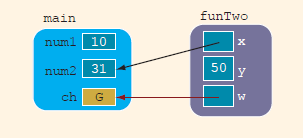 main funTwo
num1 10 x
num2 31 50 y
ch G w